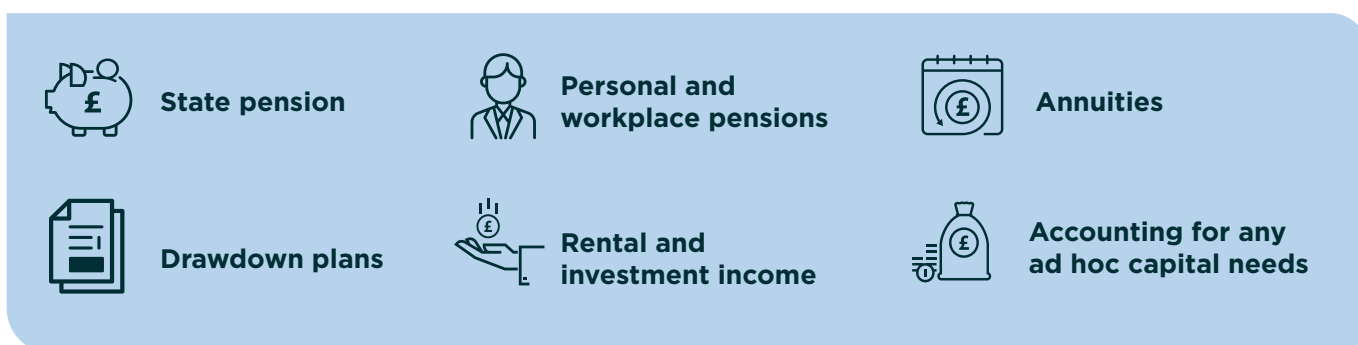 State pension
Personal and
workplace pensions
Annuities
Drawdown plans
Rental and
investment income
Accounting for any
ad hoc capital needs
£
£
£
£
£